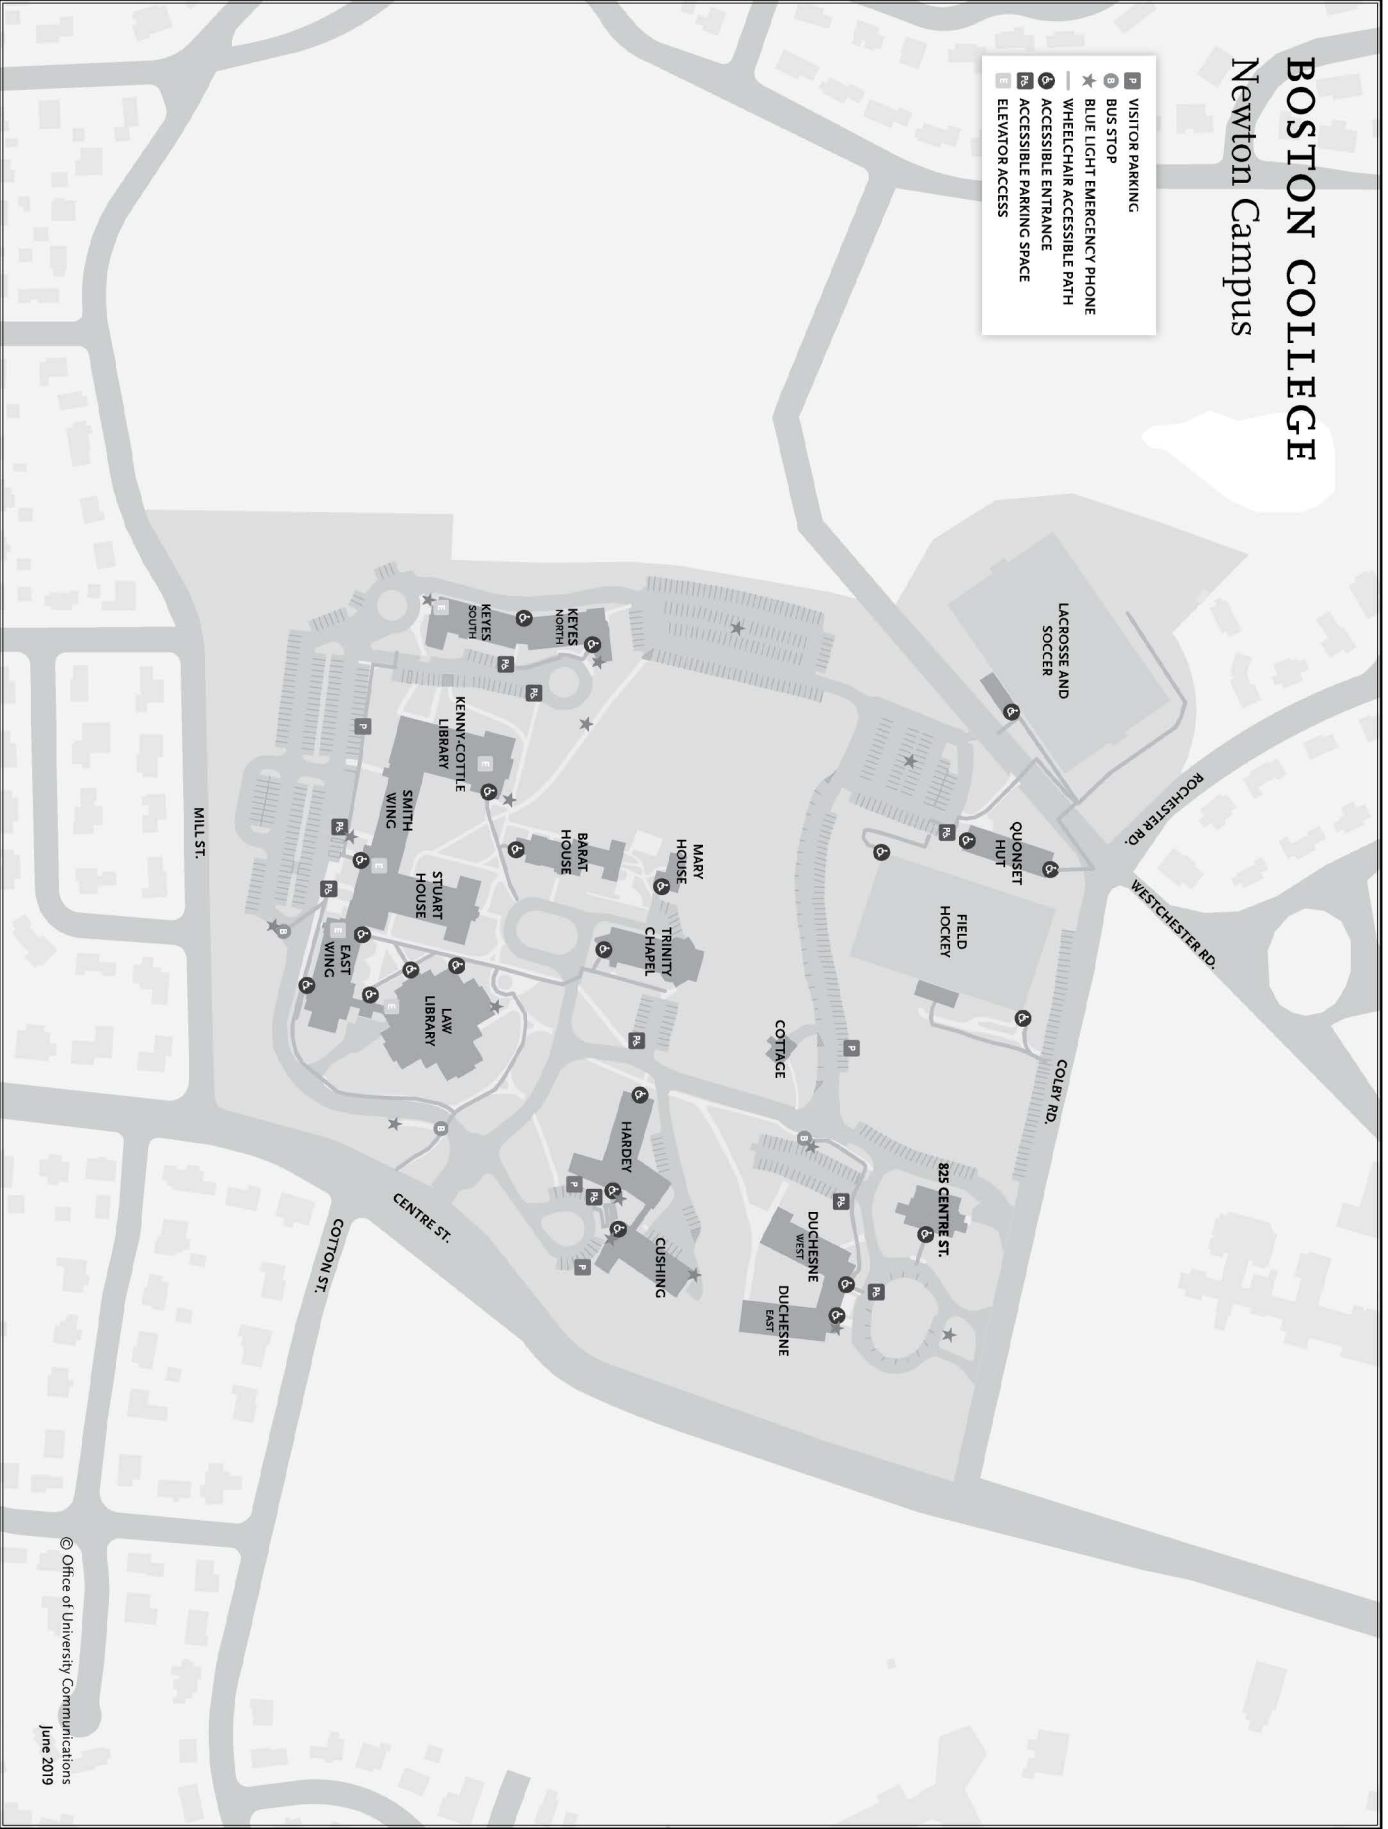 BOSTON COLLEGE
Newton Campus
P VISITOR PARKING
B BUS STOP
BLUE LIGHT EMERGENCY PHONE
WHEELCHAIR ACCESSIBLE PATH
ACCESSIBLE ENTRANCE
P ACCESSIBLE PARKING SPACE
E ELEVATOR ACCESS
LACROSSE AND
SOCCER
ROCHESTER RD.
WESTCHESTER RD.
QUONSET
HUT
P
FIELD
HOCKEY
COLBY RD.
P
COTTAGE
825 CENTRE ST.
B
P
DUCHESNE
WEST
P
DUCHESNE
EAST
MARY
HOUSE
TRINITY
CHAPEL
P
BARAT
HOUSE
KEYES
NORTH
KEYES
SOUTH
E
P
P
KENNY-COTTLE
LIBRARY
E
P
SMITH
WING
P
E
STUART
HOUSE
P
B
E
EAST
WING
E
LAW
LIBRARY
B
HARDEY
P
P
CUSHING
P
MILL ST.
CENTRE ST.
COTTON ST.
© Office of University Communications
June 2019